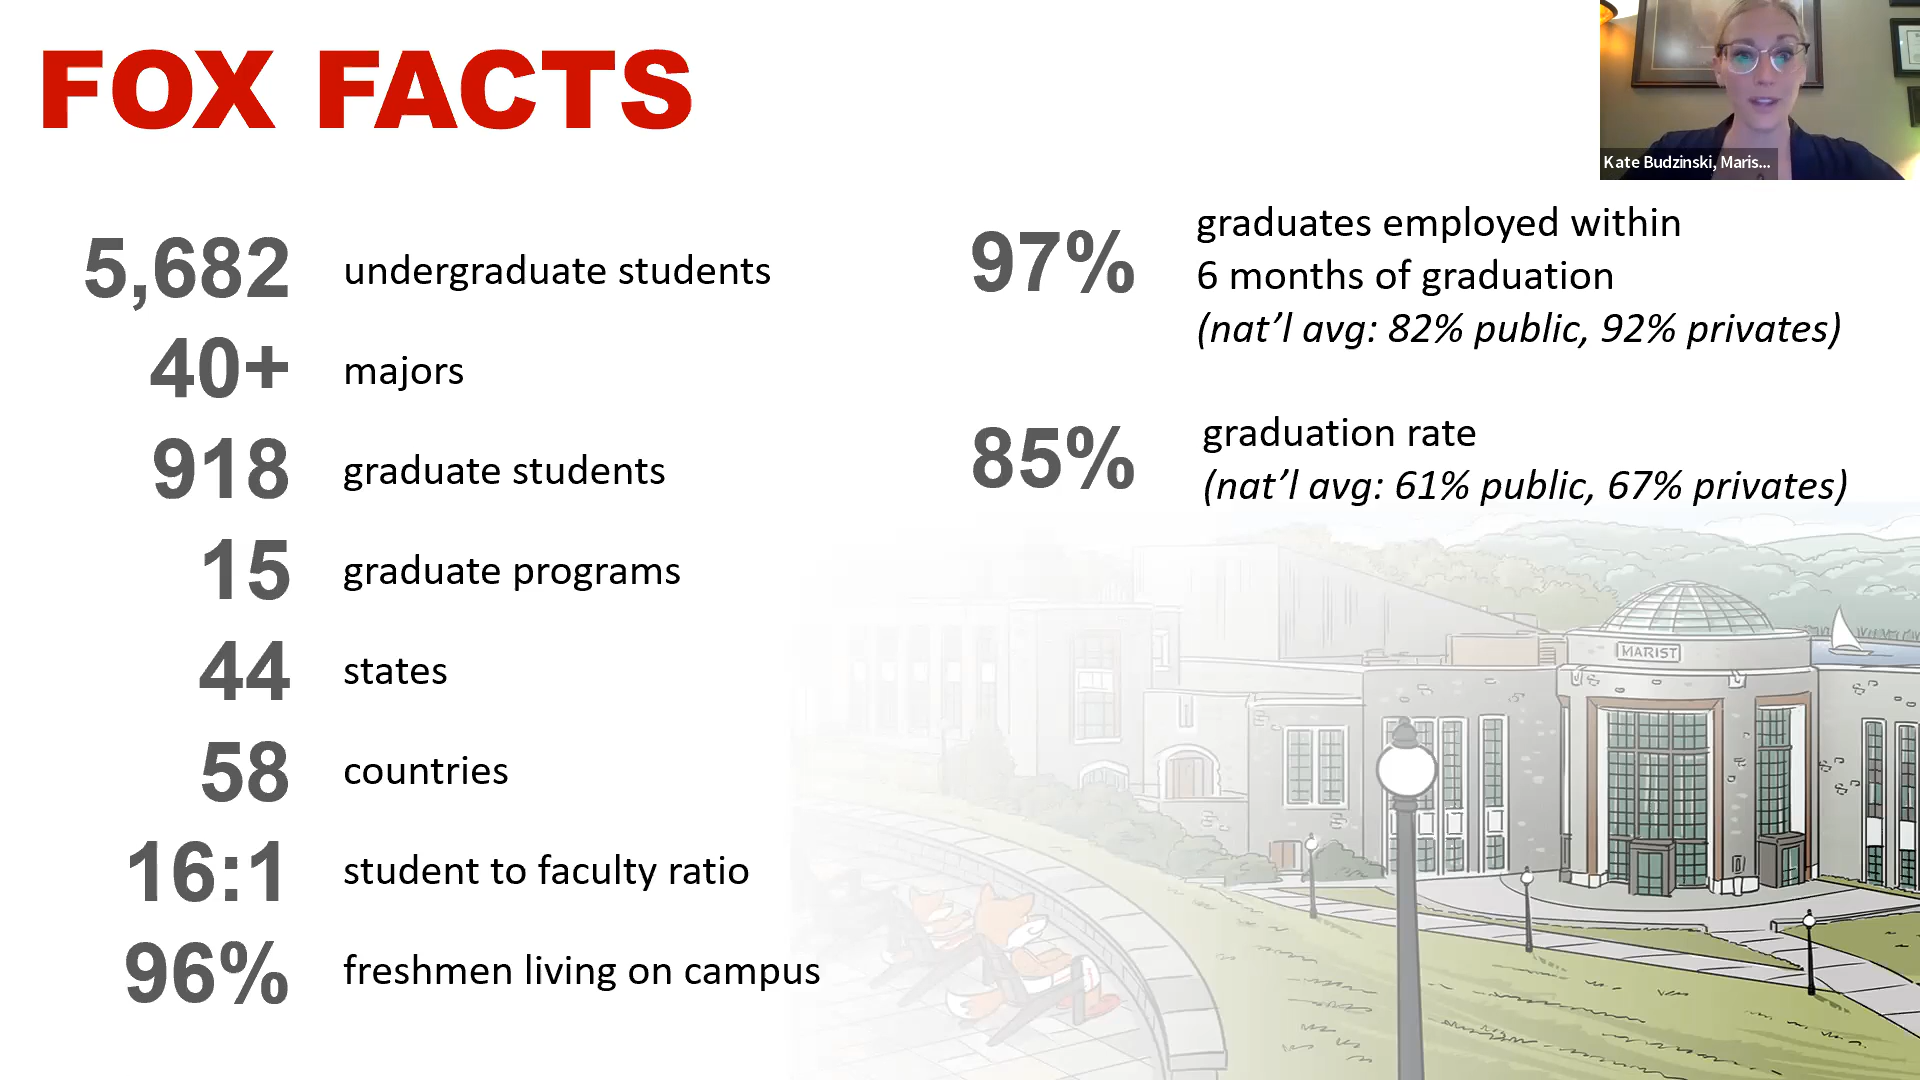 FOX FACTS
Kate Budzinski, Maris...
5,682 undergraduate students
40+ majors
918 graduate students
15 graduate programs
44 states
58 countries
16:1 student to faculty ratio
96% freshmen living on campus
97% graduates employed within
6 months of graduation
(nat’l avg: 82% public, 92% privates)
85% graduation rate
(nat’l avg: 61% public, 67% privates)
MARIST